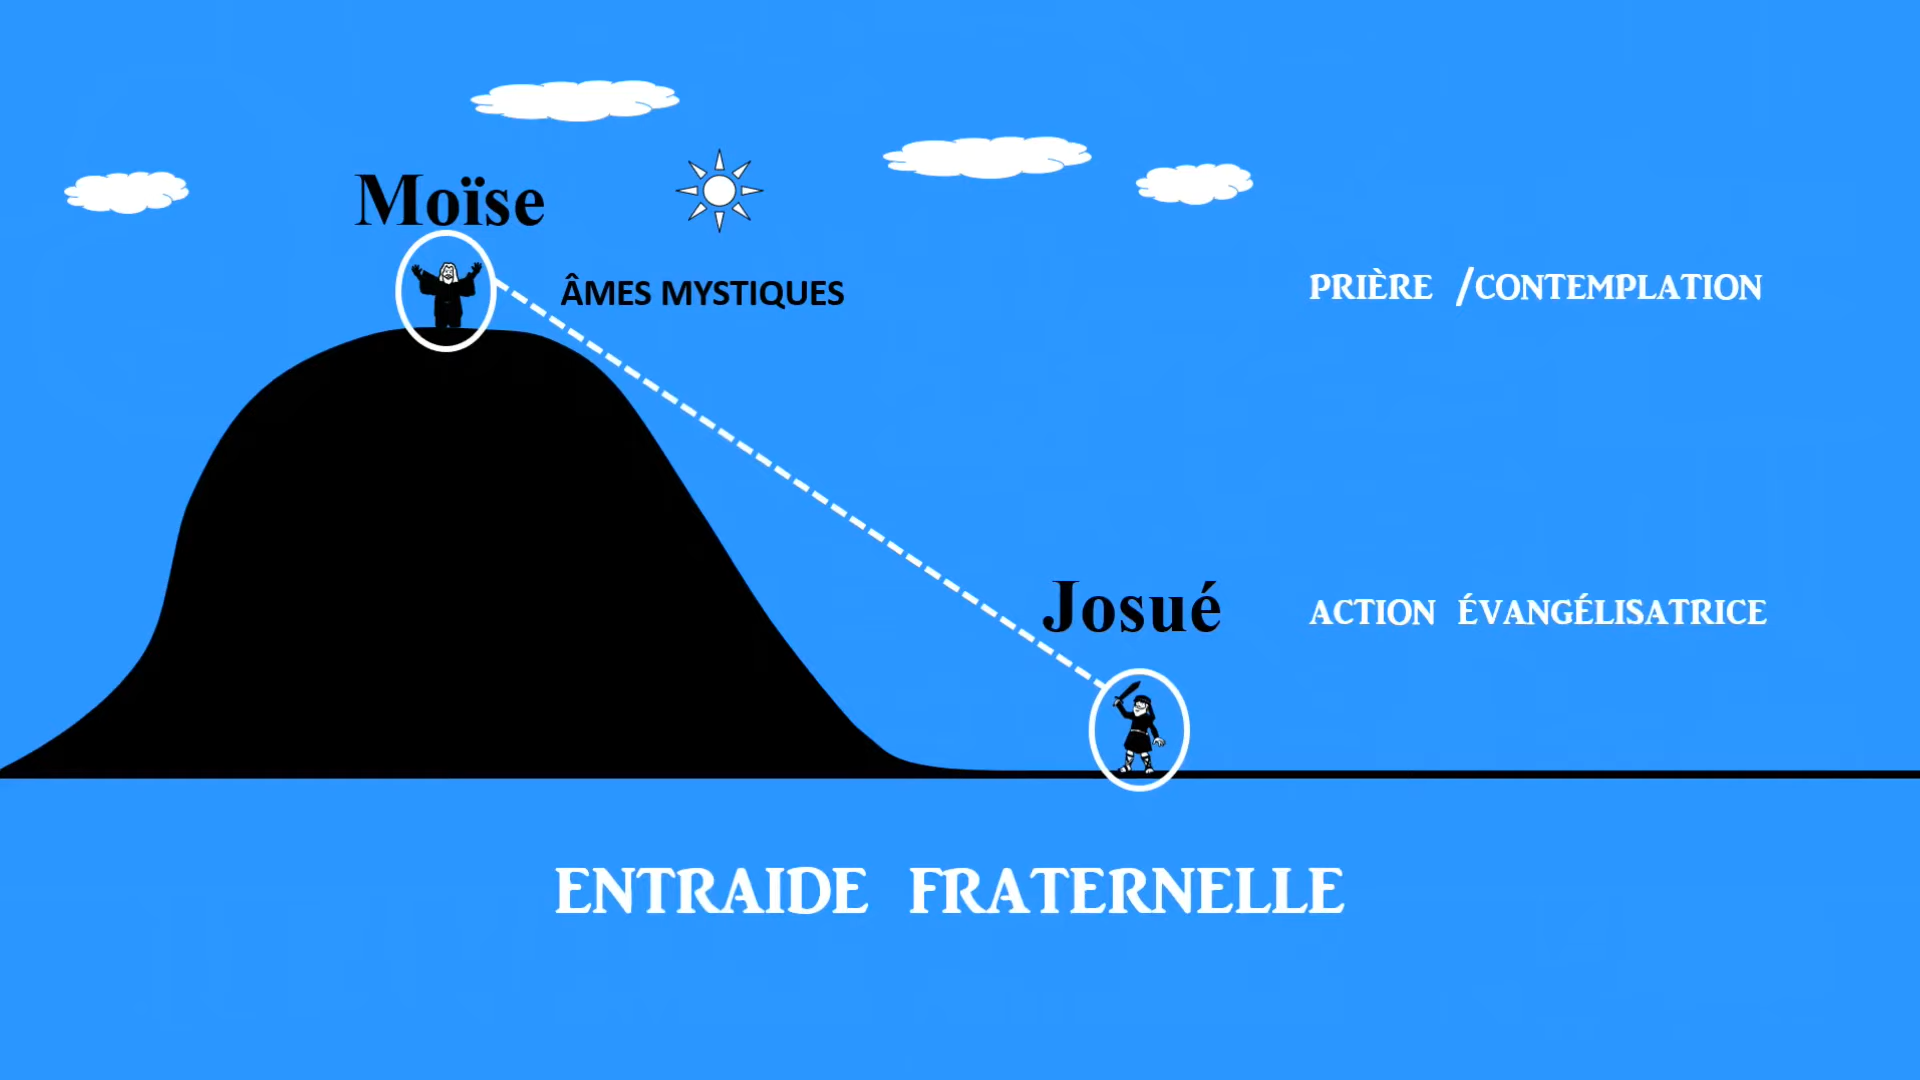 Moïse
ÂMES MYSTIQUES
PRIÈRE /CONTEMPLATION
Josué
ACTION ÉVANGÉLISATRICE
ENTRAIDE FRATERNELLE